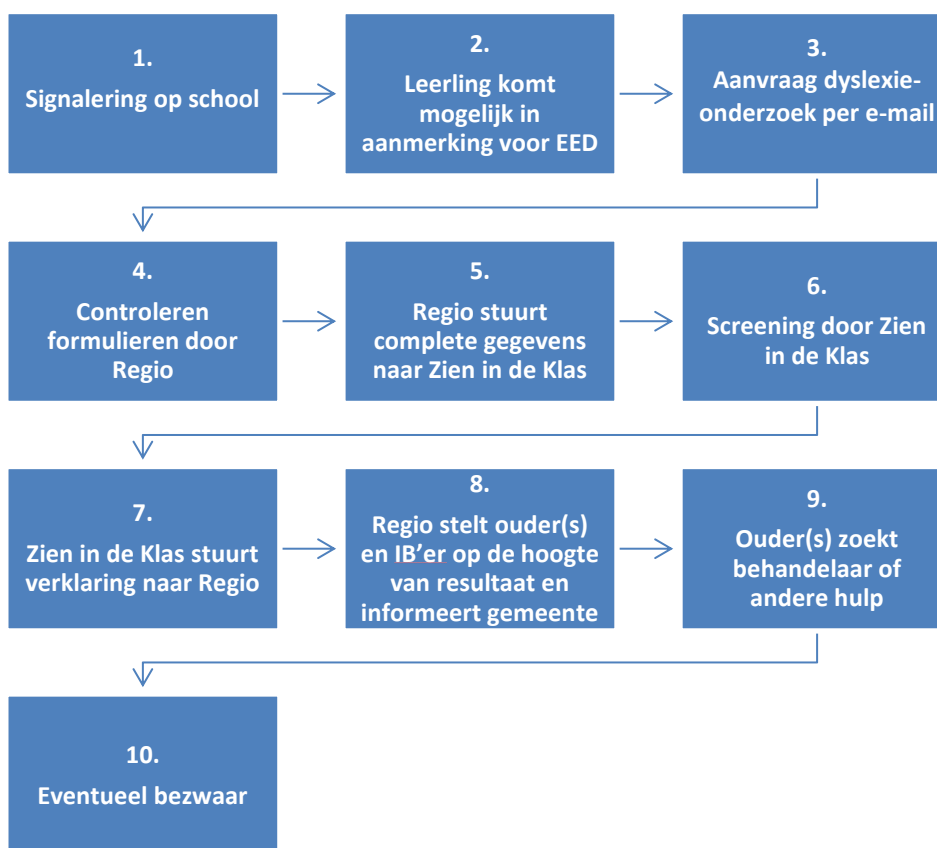 1.
Signalering op school
2.
Leerling komt
mogelijk in
aanmerking voor EED
3.
Aanvraag dyslexie-
onderzoek per e-mail
4.
Controleren
formulieren door
Regio
5.
Regio stuurt
complete gegevens
naar Zien in de Klas
6.
Screening door Zien
in de Klas
7.
Zien in de Klas stuurt
verklaring naar Regio
8.
Regio stelt ouder(s)
en IB’er op de hoogte
van resultaat en
informeert gemeente
9.
Ouder(s) zoekt
behandelaar of
andere hulp
10.
Eventueel bezwaar